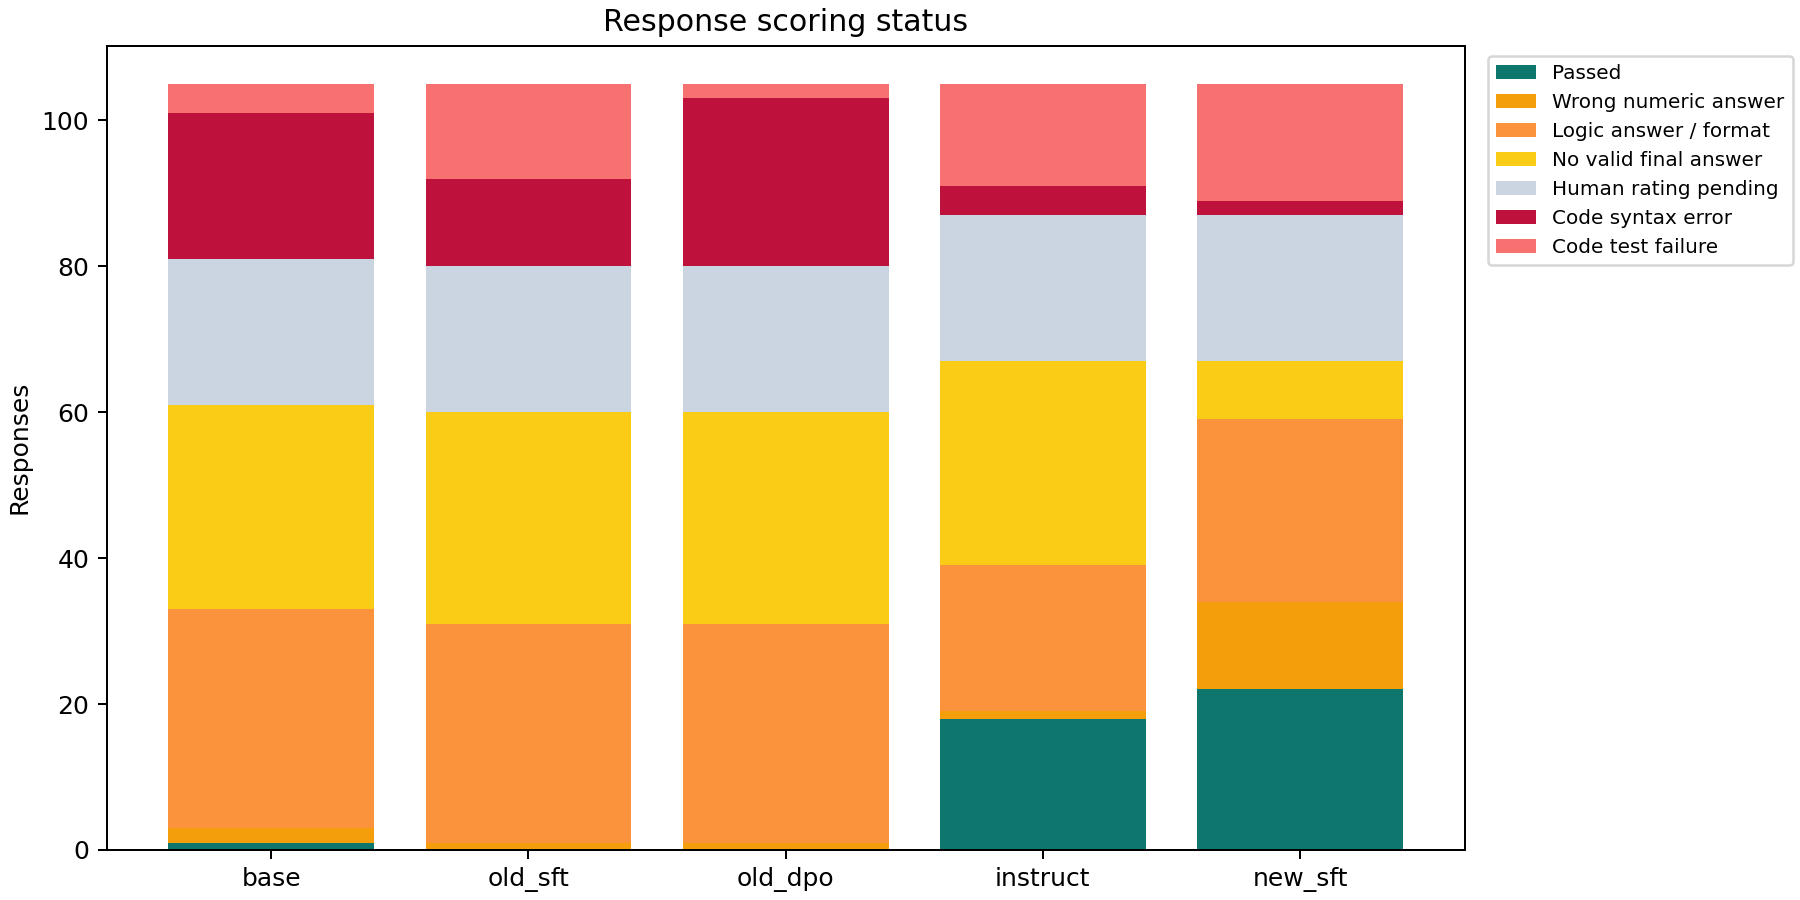 Response scoring status
Passed
Wrong numeric answer
Logic answer / format
No valid final answer
Human rating pending
Code syntax error
Code test failure
Responses
100
80
60
40
20
0
base old_sft old_dpo instruct new_sft